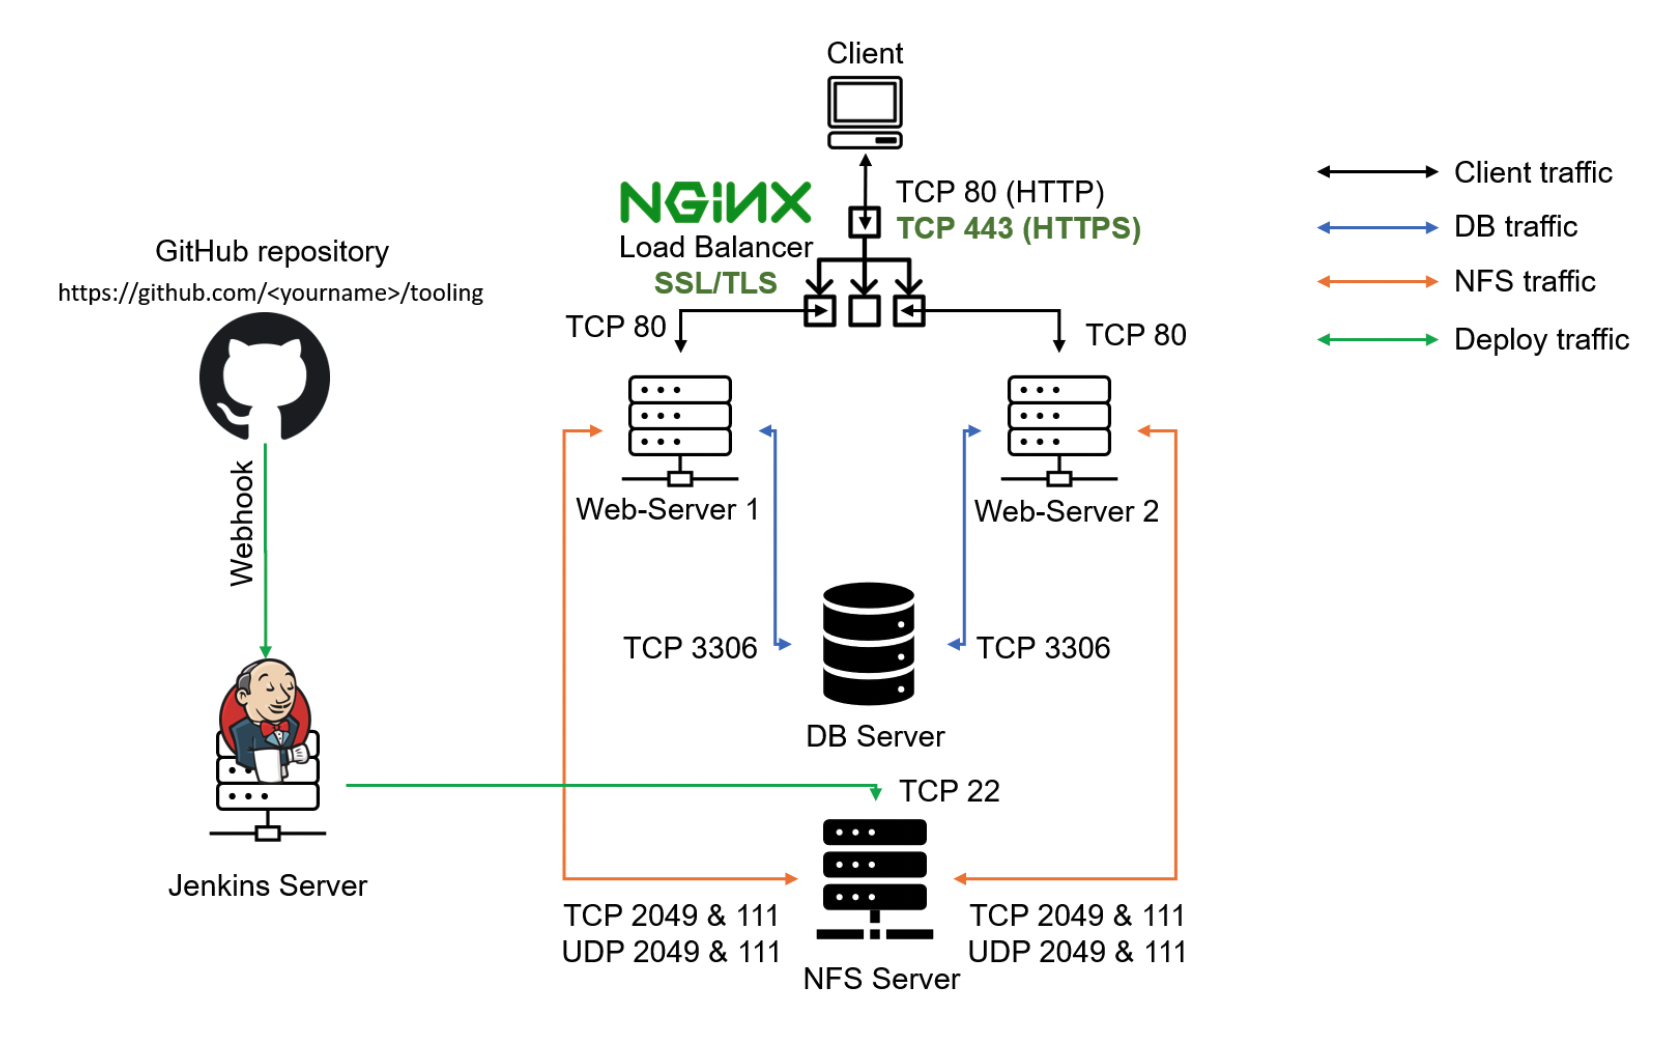 Client
NGINX
Load Balancer
SSL/TLS
TCP 80 (HTTP)
TCP 443 (HTTPS)
Client traffic
DB traffic
NFS traffic
Deploy traffic
GitHub repository
https://github.com/<yourname>/tooling
TCP 80
TCP 80
Webhook
Web-Server 1
Web-Server 2
TCP 3306
TCP 3306
DB Server
TCP 22
Jenkins Server
TCP 2049 & 111
UDP 2049 & 111
TCP 2049 & 111
UDP 2049 & 111
NFS Server